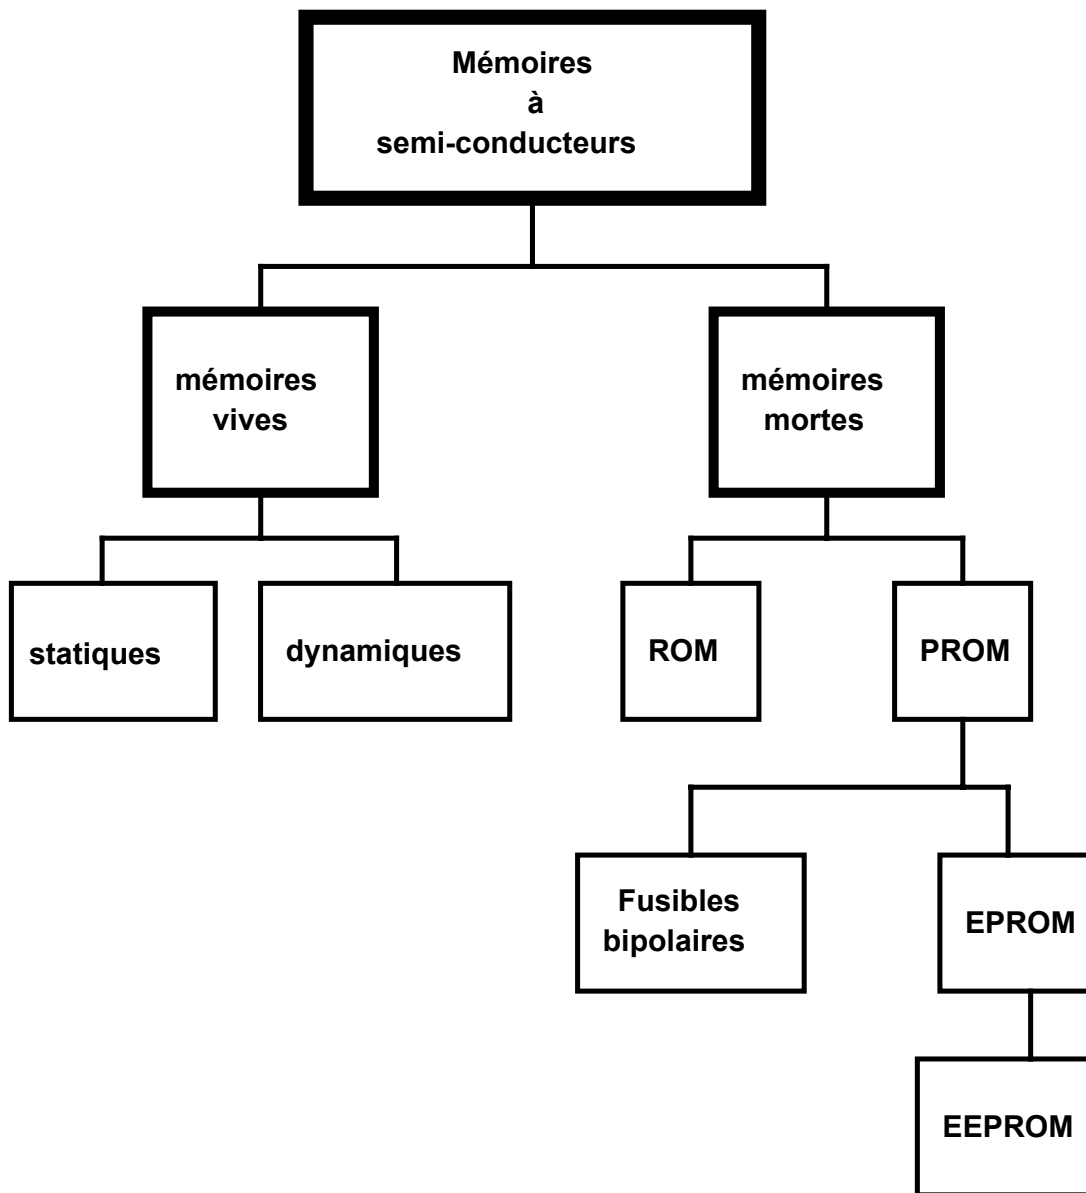 Mémoires
à
semi-conducteurs
mémoires
vives
mémoires
mortes
statiques
dynamiques
ROM
PROM
Fusibles
bipolaires
EPROM
EEPROM